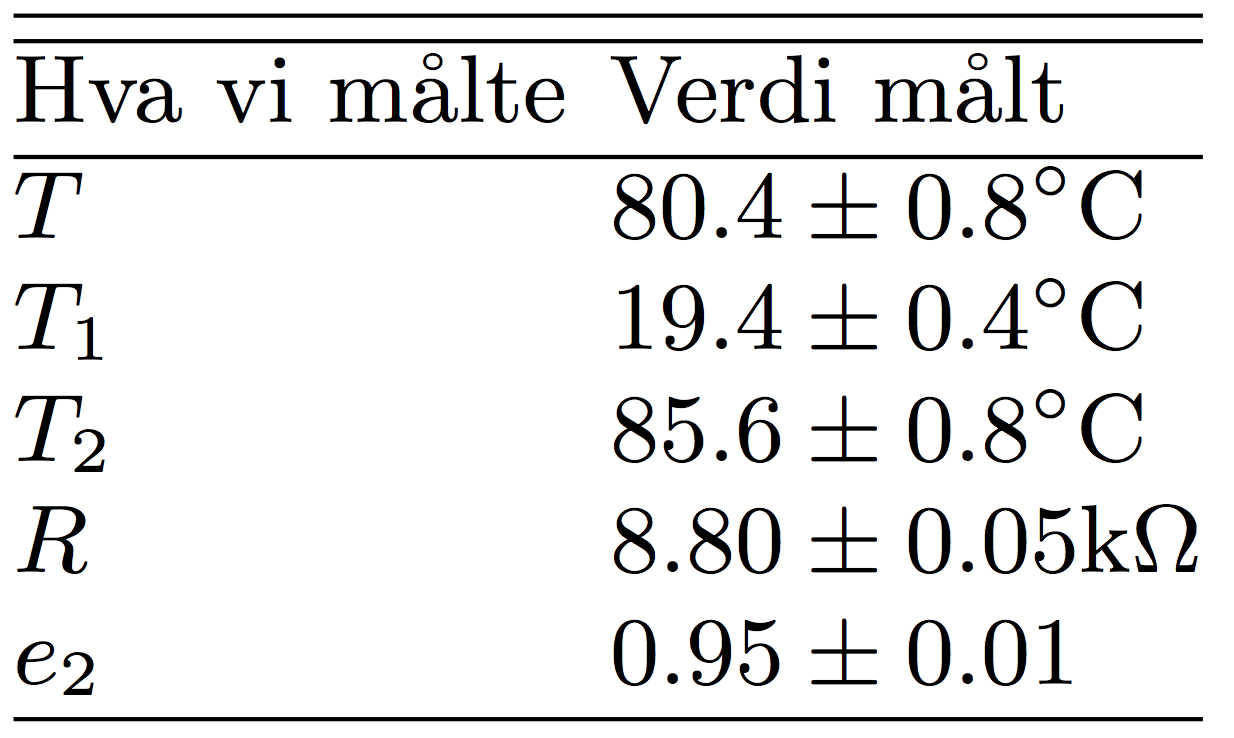 Hva vi målte Verdi målt
T 80.4 ± 0.8°C
T₁ 19.4 ± 0.4°C
T₂ 85.6 ± 0.8°C
R 8.80 ± 0.05kΩ
e₂ 0.95 ± 0.01